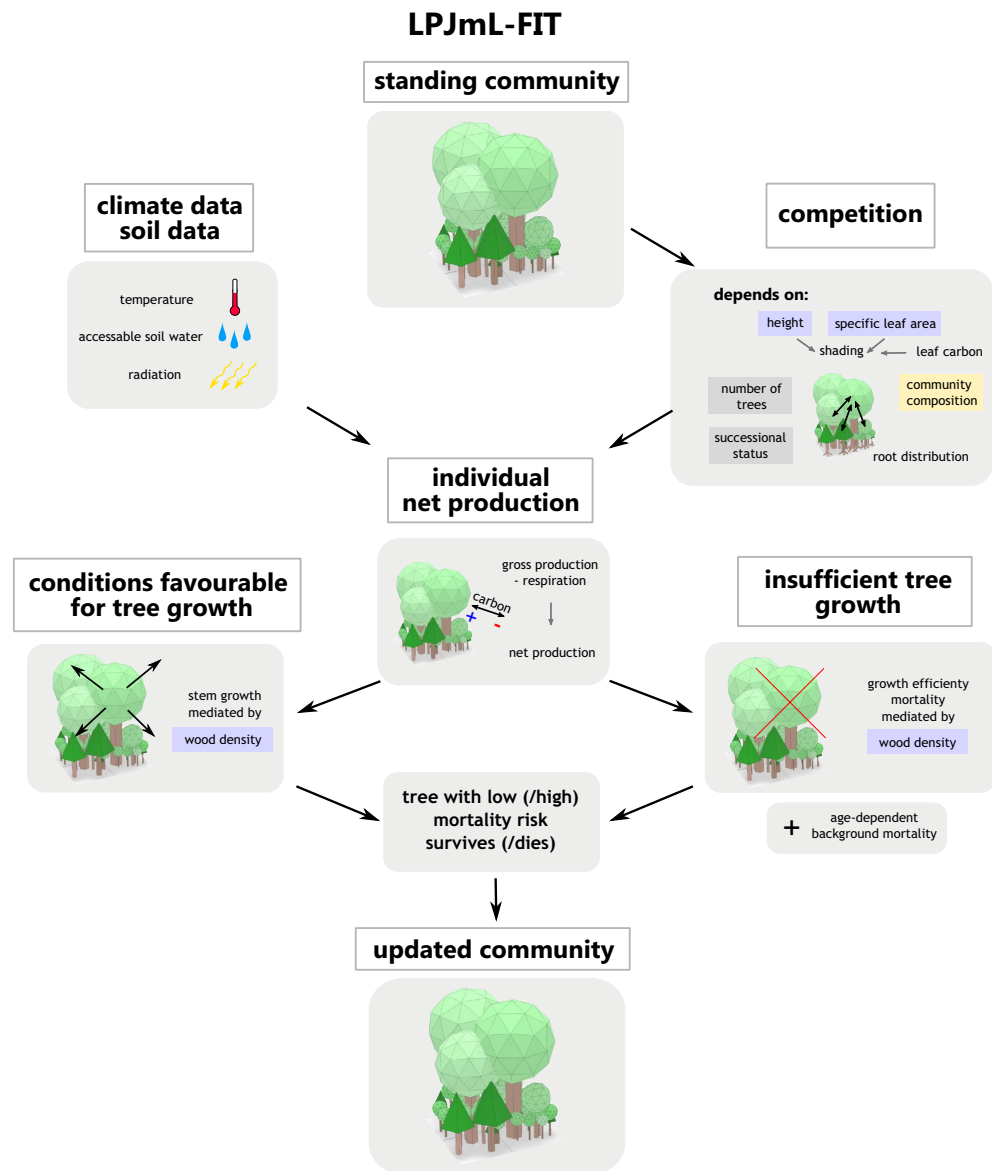 LPJmL-FIT
standing community
climate data
soil data
temperature
accessable soil water
radiation
competition
depends on:
height
specific leaf area
shading
leaf carbon
number of
trees
community
composition
successional
status
root distribution
individual
net production
gross production
- respiration
carbon
+
-
net production
conditions favourable
for tree growth
stem growth
mediated by
wood density
insufficient tree
growth
growth efficienty
mortality
mediated by
wood density
+
age-dependent
background mortality
tree with low (/high)
mortality risk
survives (/dies)
updated community